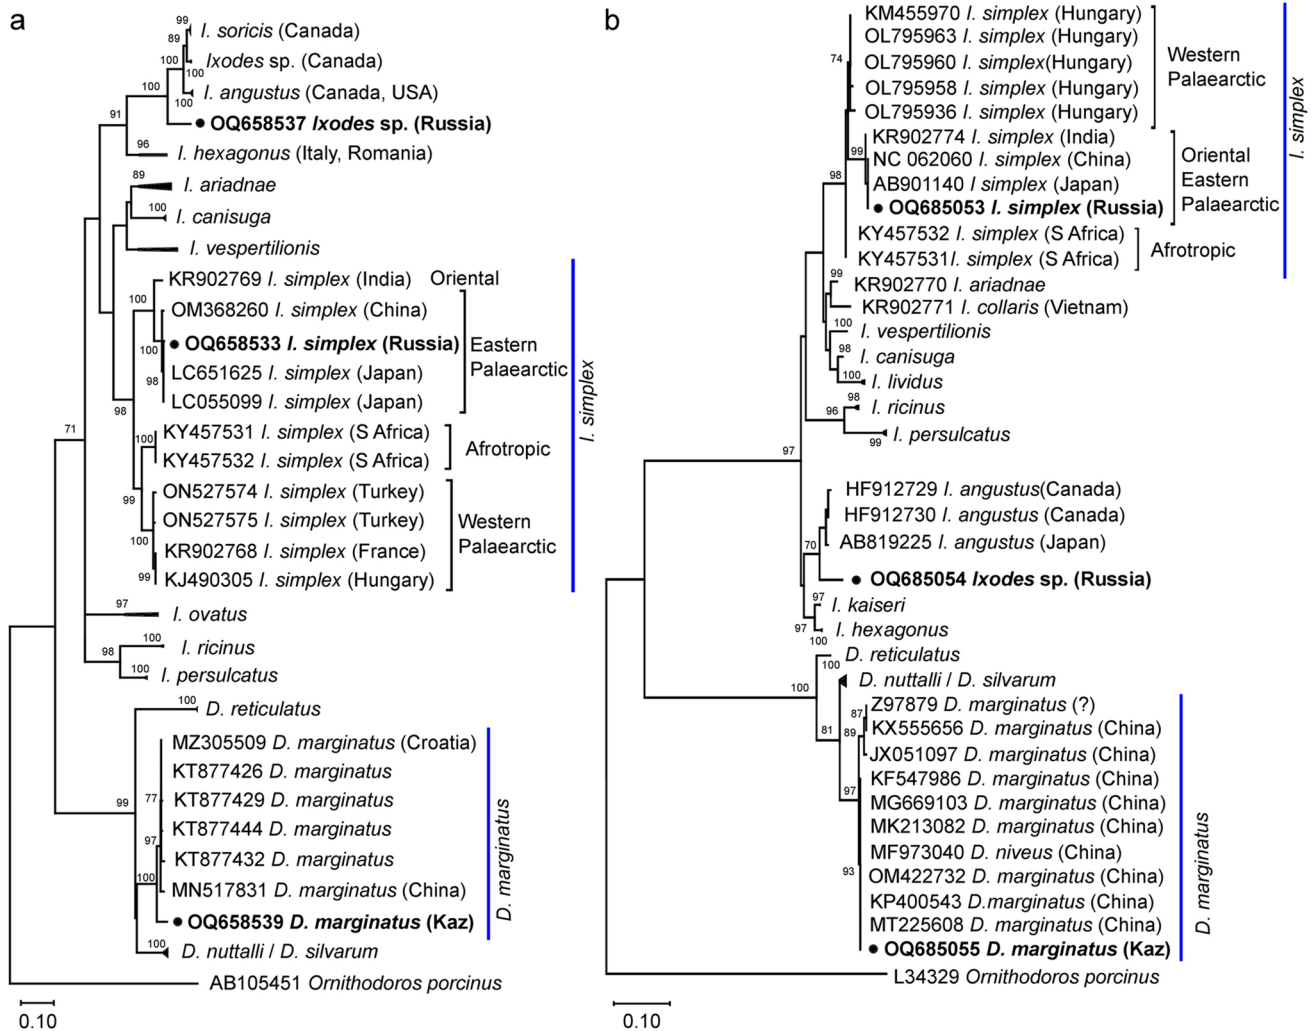 a
99
I. soricis (Canada)
89
Ixodes sp. (Canada)
100
100
100
I. angustus (Canada, USA)
100
OQ658537 Ixodes sp. (Russia)
91
96
I. hexagonus (Italy, Romania)
89
I. ariadnae
100
I. canisuga
I. vespertilionis
KR902769 I. simplex (India) Oriental
100
OM368260 I. simplex (China)
OQ658533 I. simplex (Russia)
100
LC651625 I. simplex (Japan)
98
LC055099 I. simplex (Japan)
Eastern
Palaearctic
98
71
100
KY457531 I. simplex (S Africa)
KY457532 I. simplex (S Africa)
Afrotropic
99
ON527574 I. simplex (Turkey)
ON527575 I. simplex (Turkey)
100
KR902768 I. simplex (France)
99
KJ490305 I. simplex (Hungary)
Western
Palaearctic
I. simplex
97
I. ovatus
100
I. ricinus
98
100
I. persulcatus
100
D. reticulatus
MZ305509 D. marginatus (Croatia)
KT877426 D. marginatus
99
77
KT877429 D. marginatus
KT877444 D. marginatus
97
KT877432 D. marginatus
100
MN517831 D. marginatus (China)
OQ658539 D. marginatus (Kaz)
D. marginatus
100
D. nuttalli / D. silvarum
AB105451 Ornithodoros porcinus
0.10
b
KM455970 I. simplex (Hungary)
OL795963 I. simplex (Hungary)
74
OL795960 I. simplex(Hungary)
OL795958 I. simplex (Hungary)
OL795936 I. simplex (Hungary)
Western
Palaearctic
KR902774 I. simplex (India)
99
NC 062060 I. simplex (China)
98
AB901140 I simplex (Japan)
OQ685053 I. simplex (Russia)
Oriental
Eastern
Palaearctic
KY457532 I. simplex (S Africa)
KY457531I. simplex (S Africa)
Afrotropic
I. simplex
99
KR902770 I. ariadnae
KR902771 I. collaris (Vietnam)
100
I. vespertilionis
98
I. canisuga
100
I. lividus
98
I. ricinus
96
99
I. persulcatus
97
HF912729 I. angustus(Canada)
HF912730 I. angustus (Canada)
70
AB819225 I. angustus (Japan)
OQ685054 Ixodes sp. (Russia)
97
I. kaiseri
97
I. hexagonus
100
D. reticulatus
100
100
D. nuttalli / D. silvarum
81
87
Z97879 D. marginatus (?)
89
KX555656 D. marginatus (China)
JX051097 D. marginatus (China)
KF547986 D. marginatus (China)
97
MG669103 D. marginatus (China)
MK213082 D. marginatus (China)
MF973040 D. niveus (China)
93
OM422732 D. marginatus (China)
KP400543 D.marginatus (China)
MT225608 D. marginatus (China)
OQ685055 D. marginatus (Kaz)
D. marginatus
L34329 Ornithodoros porcinus
0.10